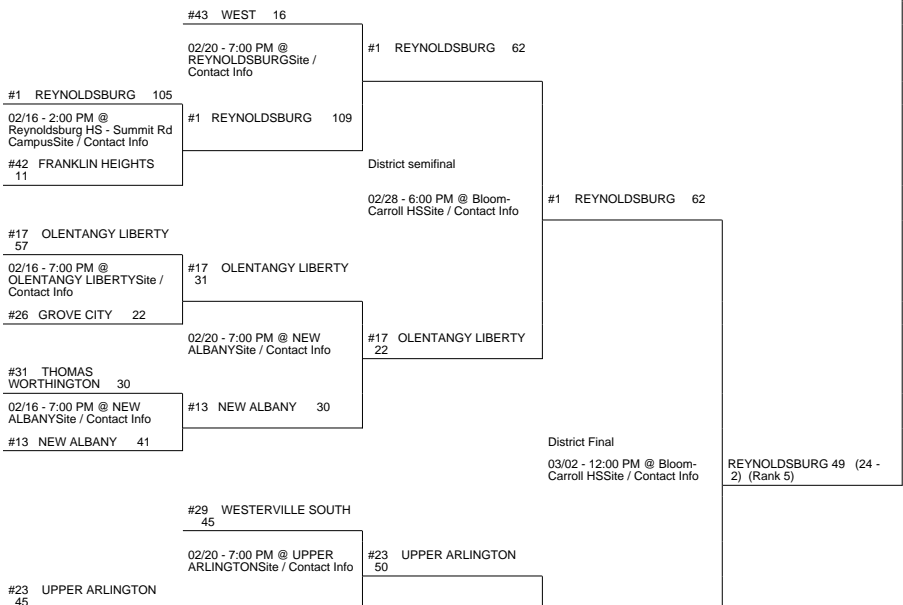 #43 WEST 16
02/20 - 7:00 PM @
REYNOLDSBURGSite /
Contact Info
#1 REYNOLDSBURG 62
#1 REYNOLDSBURG 105
02/16 - 2:00 PM @
Reynoldsburg HS - Summit Rd
CampusSite / Contact Info
#1 REYNOLDSBURG 109
#42 FRANKLIN HEIGHTS
11
District semifinal
02/28 - 6:00 PM @ Bloom-
Carroll HSSite / Contact Info
#1 REYNOLDSBURG 62
#17 OLENTANGY LIBERTY
57
02/16 - 7:00 PM @
OLENTANGY LIBERTYSite /
Contact Info
#17 OLENTANGY LIBERTY
31
#26 GROVE CITY 22
02/20 - 7:00 PM @ NEW
ALBANYSite / Contact Info
#17 OLENTANGY LIBERTY
22
#31 THOMAS
WORTHINGTON 30
02/16 - 7:00 PM @ NEW
ALBANYSite / Contact Info
#13 NEW ALBANY 30
#13 NEW ALBANY 41
District Final
03/02 - 12:00 PM @ Bloom-
Carroll HSSite / Contact Info
REYNOLDSBURG 49 (24 -
2) (Rank 5)
#29 WESTERVILLE SOUTH
45
02/20 - 7:00 PM @ UPPER
ARLINGTONSite / Contact Info
#23 UPPER ARLINGTON
50
#23 UPPER ARLINGTON
45